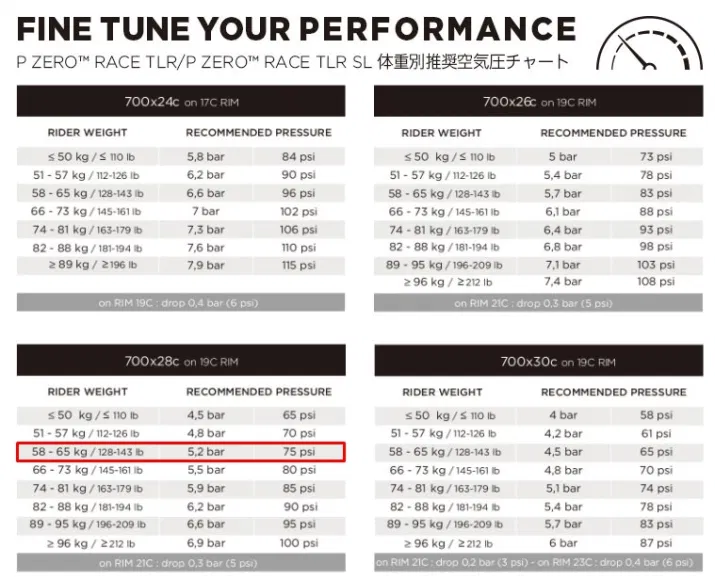 FINE TUNE YOUR PERFORMANCE
P ZERO™ RACE TLR/P ZERO™ RACE TLR SL 体重別推奨空気圧チャート
700x24c on 17C RIM
RIDER WEIGHT RECOMMENDED PRESSURE
≤ 50 kg / ≤ 110 lb 5,8 bar 84 psi
51 - 57 kg / 112-126 lb 6,2 bar 90 psi
58 - 65 kg / 128-143 lb 6,6 bar 96 psi
66 - 73 kg / 145-161 lb 7 bar 102 psi
74 - 81 kg / 163-179 lb 7,3 bar 106 psi
82 - 88 kg / 181-194 lb 7,6 bar 110 psi
≥ 89 kg / ≥ 196 lb 7,9 bar 115 psi
on RIM 19C : drop 0,4 bar (6 psi)
700x26c on 19C RIM
RIDER WEIGHT RECOMMENDED PRESSURE
≤ 50 kg / ≤ 110 lb 5 bar 73 psi
51 - 57 kg / 112-126 lb 5,4 bar 78 psi
58 - 65 kg / 128-143 lb 5,7 bar 83 psi
66 - 73 kg / 145-161 lb 6,1 bar 88 psi
74 - 81 kg / 163-179 lb 6,4 bar 93 psi
82 - 88 kg / 181-194 lb 6,8 bar 98 psi
89 - 95 kg / 196-209 lb 7,1 bar 103 psi
≥ 96 kg / ≥ 212 lb 7,4 bar 108 psi
on RIM 21C : drop 0,3 bar (5 psi)
700x28c on 19C RIM
RIDER WEIGHT RECOMMENDED PRESSURE
≤ 50 kg / ≤ 110 lb 4,5 bar 65 psi
51 - 57 kg / 112-126 lb 4,8 bar 70 psi
58 - 65 kg / 128-143 lb 5,2 bar 75 psi
66 - 73 kg / 145-161 lb 5,5 bar 80 psi
74 - 81 kg / 163-179 lb 5,9 bar 85 psi
82 - 88 kg / 181-194 lb 6,2 bar 90 psi
89 - 95 kg / 196-209 lb 6,6 bar 95 psi
≥ 96 kg / ≥ 212 lb 6,9 bar 100 psi
on RIM 21C : drop 0,3 bar (5 psi)
700x30c on 19C RIM
RIDER WEIGHT RECOMMENDED PRESSURE
≤ 50 kg / ≤ 110 lb 4 bar 58 psi
51 - 57 kg / 112-126 lb 4,2 bar 61 psi
58 - 65 kg / 128-143 lb 4,5 bar 65 psi
66 - 73 kg / 145-161 lb 4,8 bar 70 psi
74 - 81 kg / 163-179 lb 5,1 bar 74 psi
82 - 88 kg / 181-194 lb 5,4 bar 78 psi
89 - 95 kg / 196-209 lb 5,7 bar 83 psi
≥ 96 kg / ≥ 212 lb 6 bar 87 psi
on RIM 21C : drop 0,2 bar (3 psi) - on RIM 23C : drop 0,4 bar (6 psi)